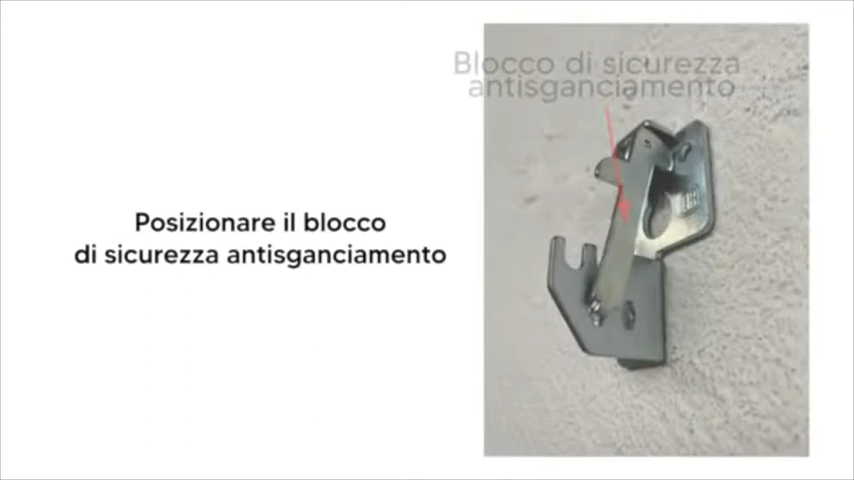 Posizionare il blocco
di sicurezza antisganciamento
Blocco di sicurezza
antisganciamento